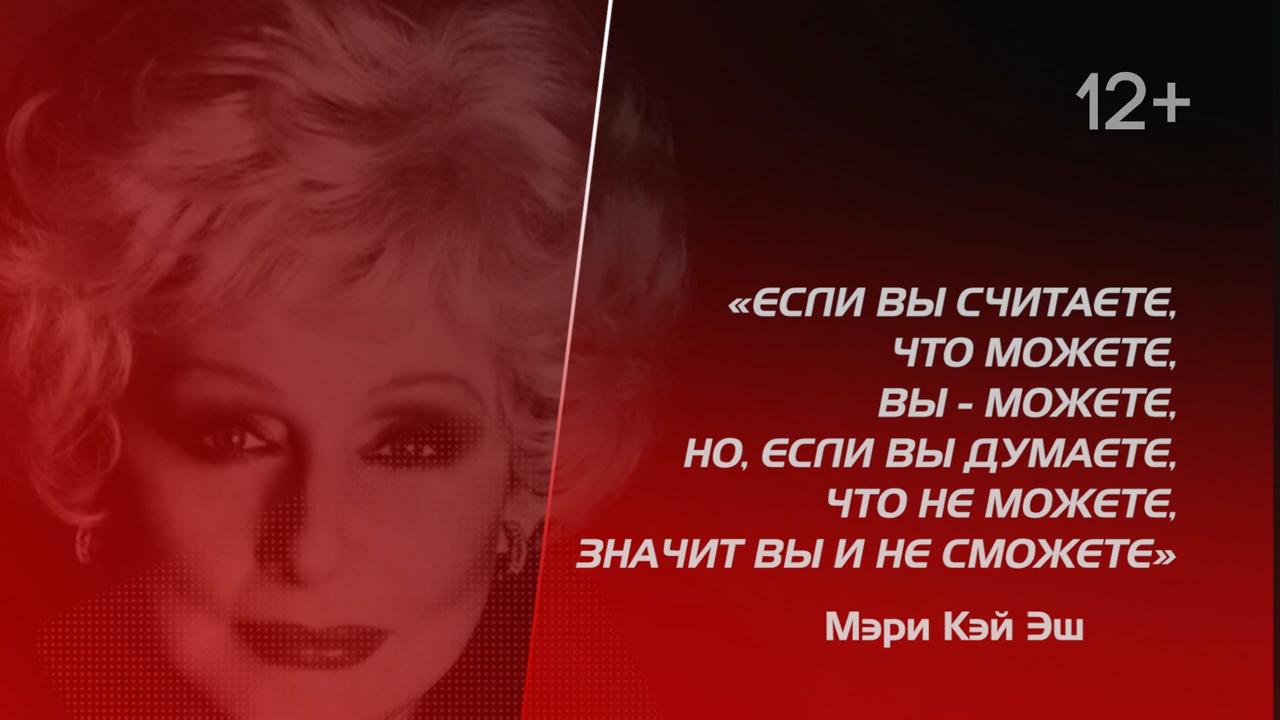 12+
«ЕСЛИ ВЫ СЧИТАЕТЕ,
ЧТО МОЖЕТЕ,
ВЫ - МОЖЕТЕ,
НО, ЕСЛИ ВЫ ДУМАЕТЕ,
ЧТО НЕ МОЖЕТЕ,
ЗНАЧИТ ВЫ И НЕ СМОЖЕТЕ»
Мэри Кэй Эш